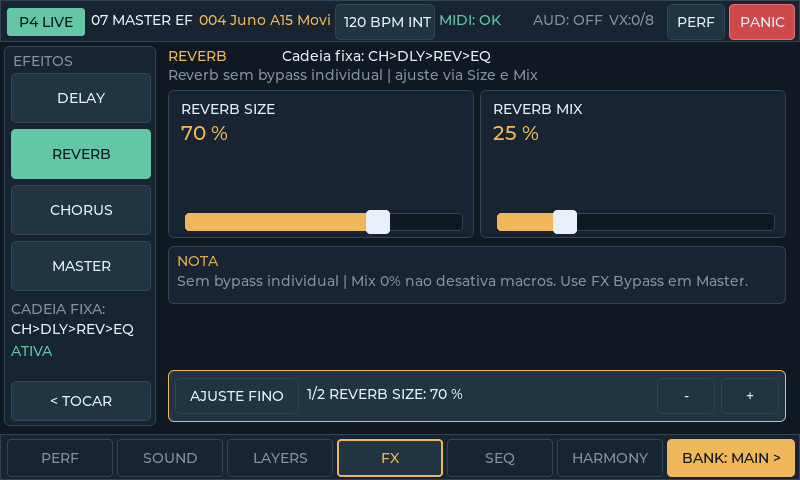 P4 LIVE 07 MASTER EF 004 Juno A15 Movi 120 BPM INT MIDI: OK AUD: OFF VX:0/8 PERF PANIC
EFEITOS
DELAY
REVERB
CHORUS
MASTER
CADEIA FIXA:
CH>DLY>REV>EQ
ATIVA
< TOCAR
REVERB Cadeia fixa: CH>DLY>REV>EQ
Reverb sem bypass individual | ajuste via Size e Mix
REVERB SIZE
70 %
REVERB MIX
25 %
NOTA
Sem bypass individual | Mix 0% nao desativa macros. Use FX Bypass em Master.
AJUSTE FINO 1/2 REVERB SIZE: 70 % - +
PERF SOUND LAYERS FX SEQ HARMONY BANK: MAIN >